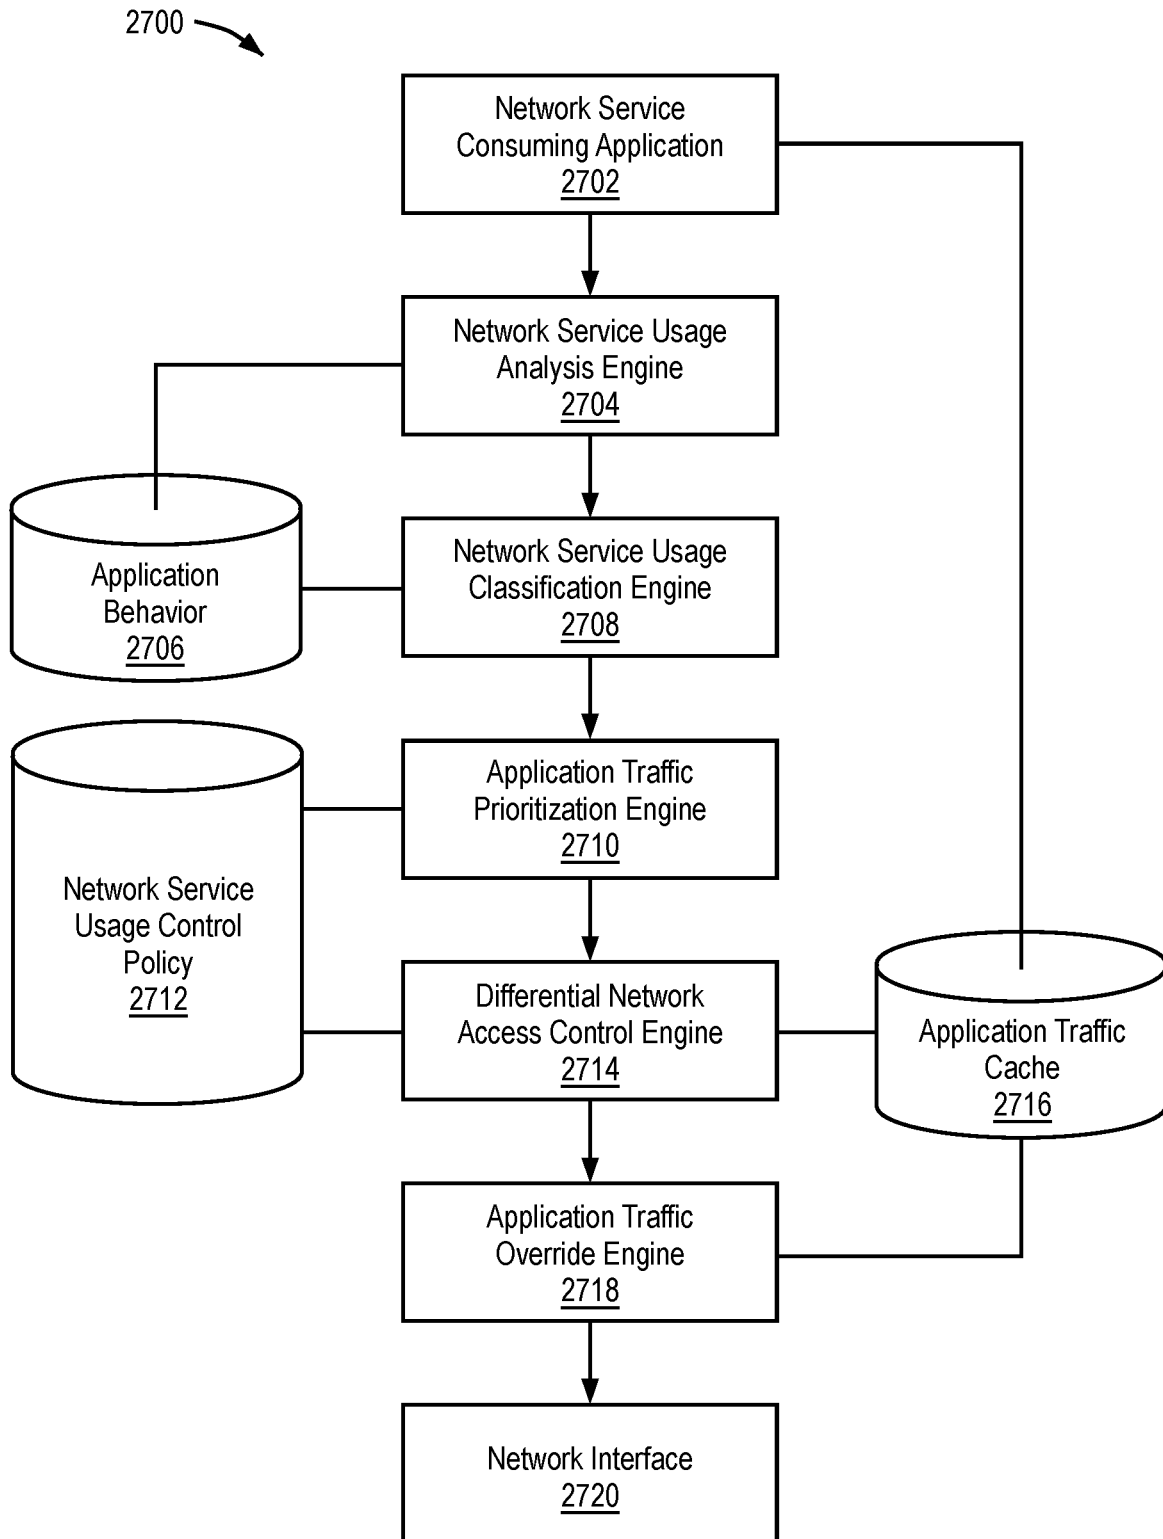 2700
Network Service
Consuming Application
2702
Network Service Usage
Analysis Engine
2704
Application
Behavior
2706
Network Service Usage
Classification Engine
2708
Application Traffic
Prioritization Engine
2710
Network Service
Usage Control
Policy
2712
Differential Network
Access Control Engine
2714
Application Traffic
Cache
2716
Application Traffic
Override Engine
2718
Network Interface
2720